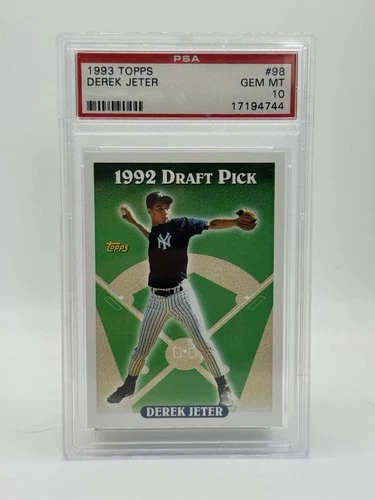 PSA
1993 TOPPS #98
DEREK JETER GEM MT
10
17194744
1992 DRAFT PICK
NY
Topps
DEREK JETER